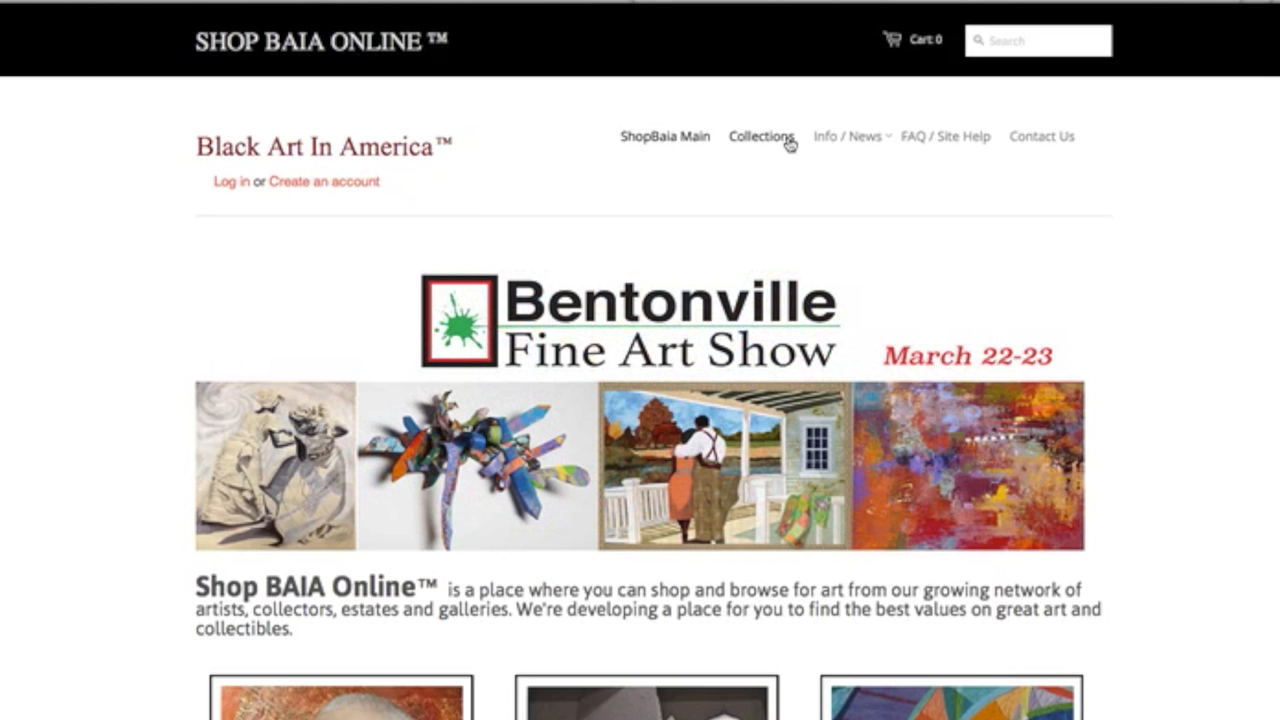 SHOP BAIA ONLINE ™
Cart: 0
Search
Black Art In America™
ShopBaia Main Collections Info / News FAQ / Site Help Contact Us
Log in or Create an account
Bentonville
Fine Art Show
March 22-23
Shop BAIA Online™ is a place where you can shop and browse for art from our growing network of
artists, collectors, estates and galleries. We're developing a place for you to find the best values on great art and
collectibles.